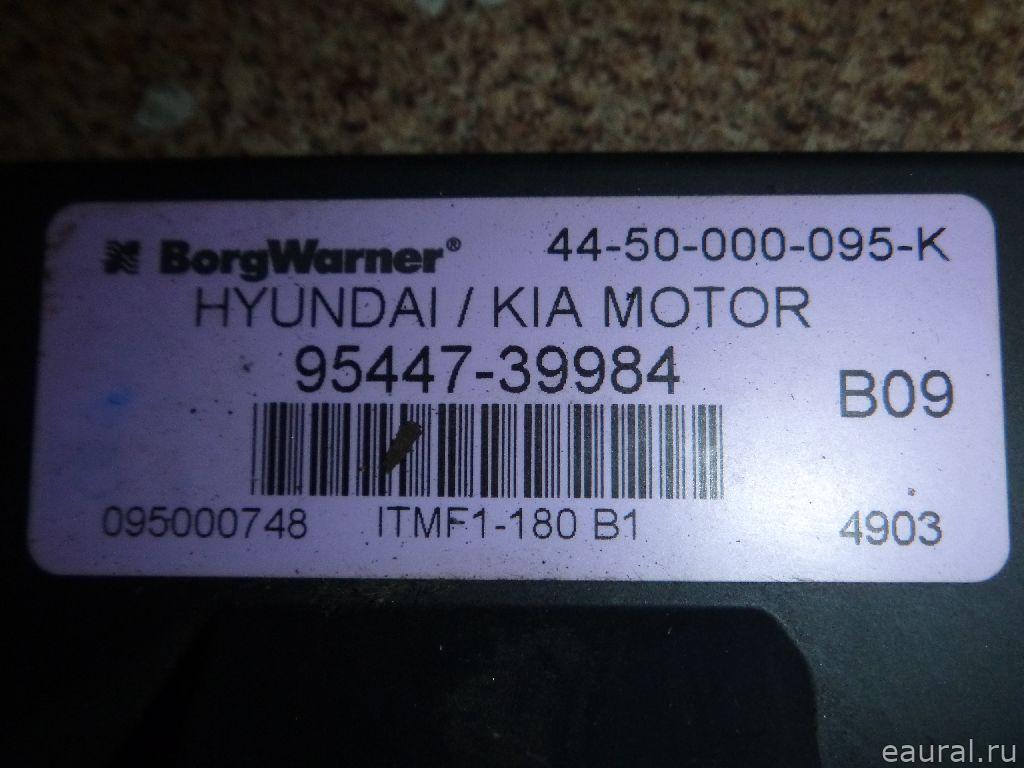 BorgWarner® 44-50-000-095-K
HYUNDAI / KIA MOTOR
95447-39984
B09
095000748 ITMF1-180 B1 4903
eaural.ru